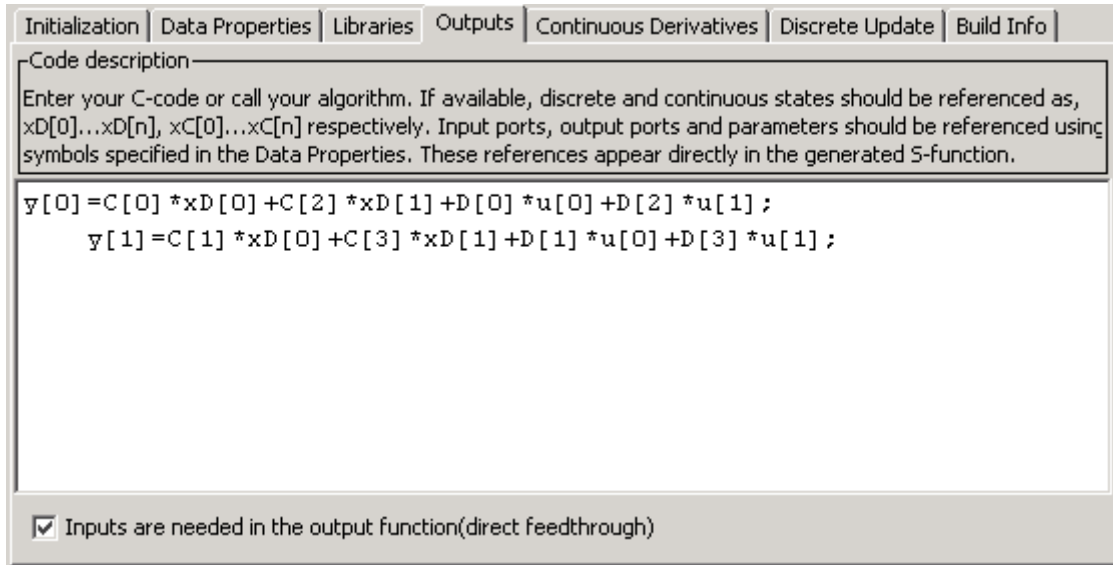 Initialization Data Properties Libraries Outputs Continuous Derivatives Discrete Update Build Info
Code description
Enter your C-code or call your algorithm. If available, discrete and continuous states should be referenced as,
xD[0]...xD[n], xC[0]...xC[n] respectively. Input ports, output ports and parameters should be referenced using
symbols specified in the Data Properties. These references appear directly in the generated S-function.
y[0]=C[0]*xD[0]+C[2]*xD[1]+D[0]*u[0]+D[2]*u[1];
y[1]=C[1]*xD[0]+C[3]*xD[1]+D[1]*u[0]+D[3]*u[1];
Inputs are needed in the output function(direct feedthrough)